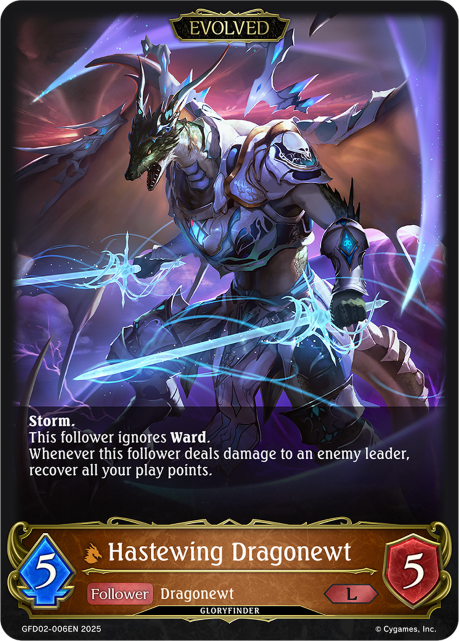 EVOLVED
Storm.
This follower ignores Ward.
Whenever this follower deals damage to an enemy leader,
recover all your play points.
5
Hastewing Dragonewt
5
Follower
Dragonewt
L
GLORYFINDER
GFD02-006EN 2025
© Cygames, Inc.